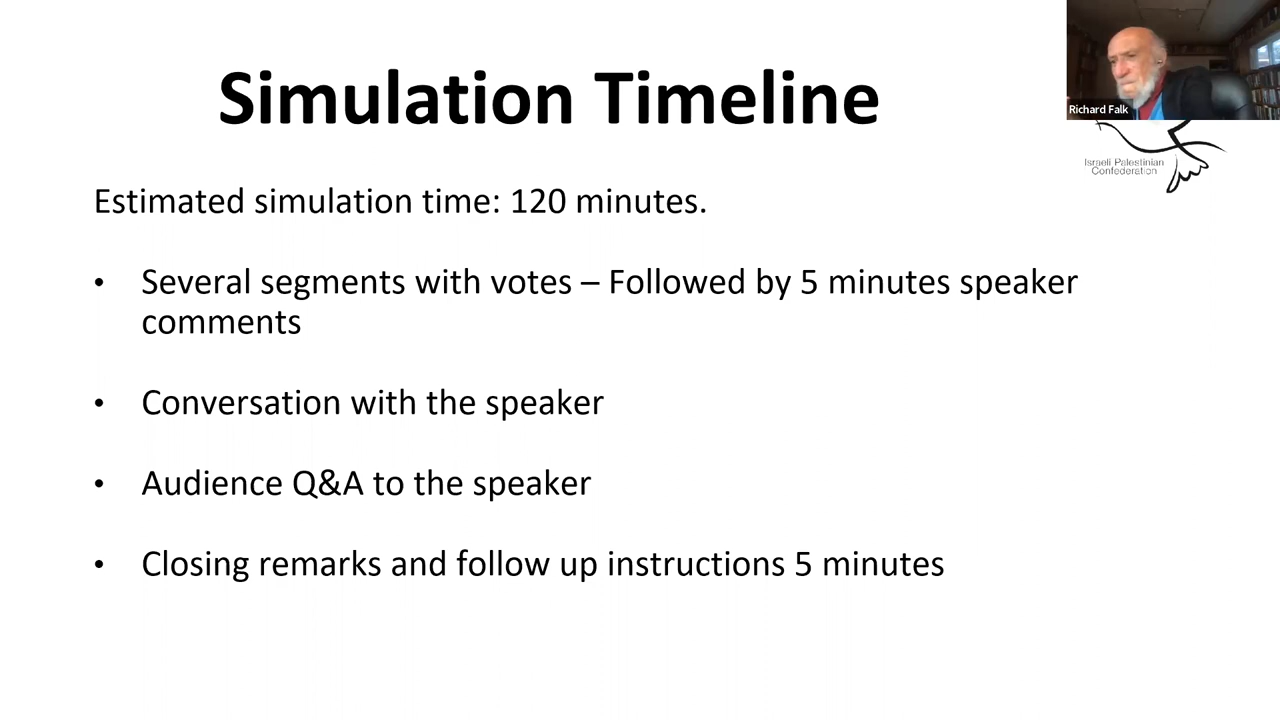 Simulation Timeline
Richard Falk
Israeli Palestinian
Confederation
Estimated simulation time: 120 minutes.
• Several segments with votes – Followed by 5 minutes speaker
comments
• Conversation with the speaker
• Audience Q&A to the speaker
• Closing remarks and follow up instructions 5 minutes